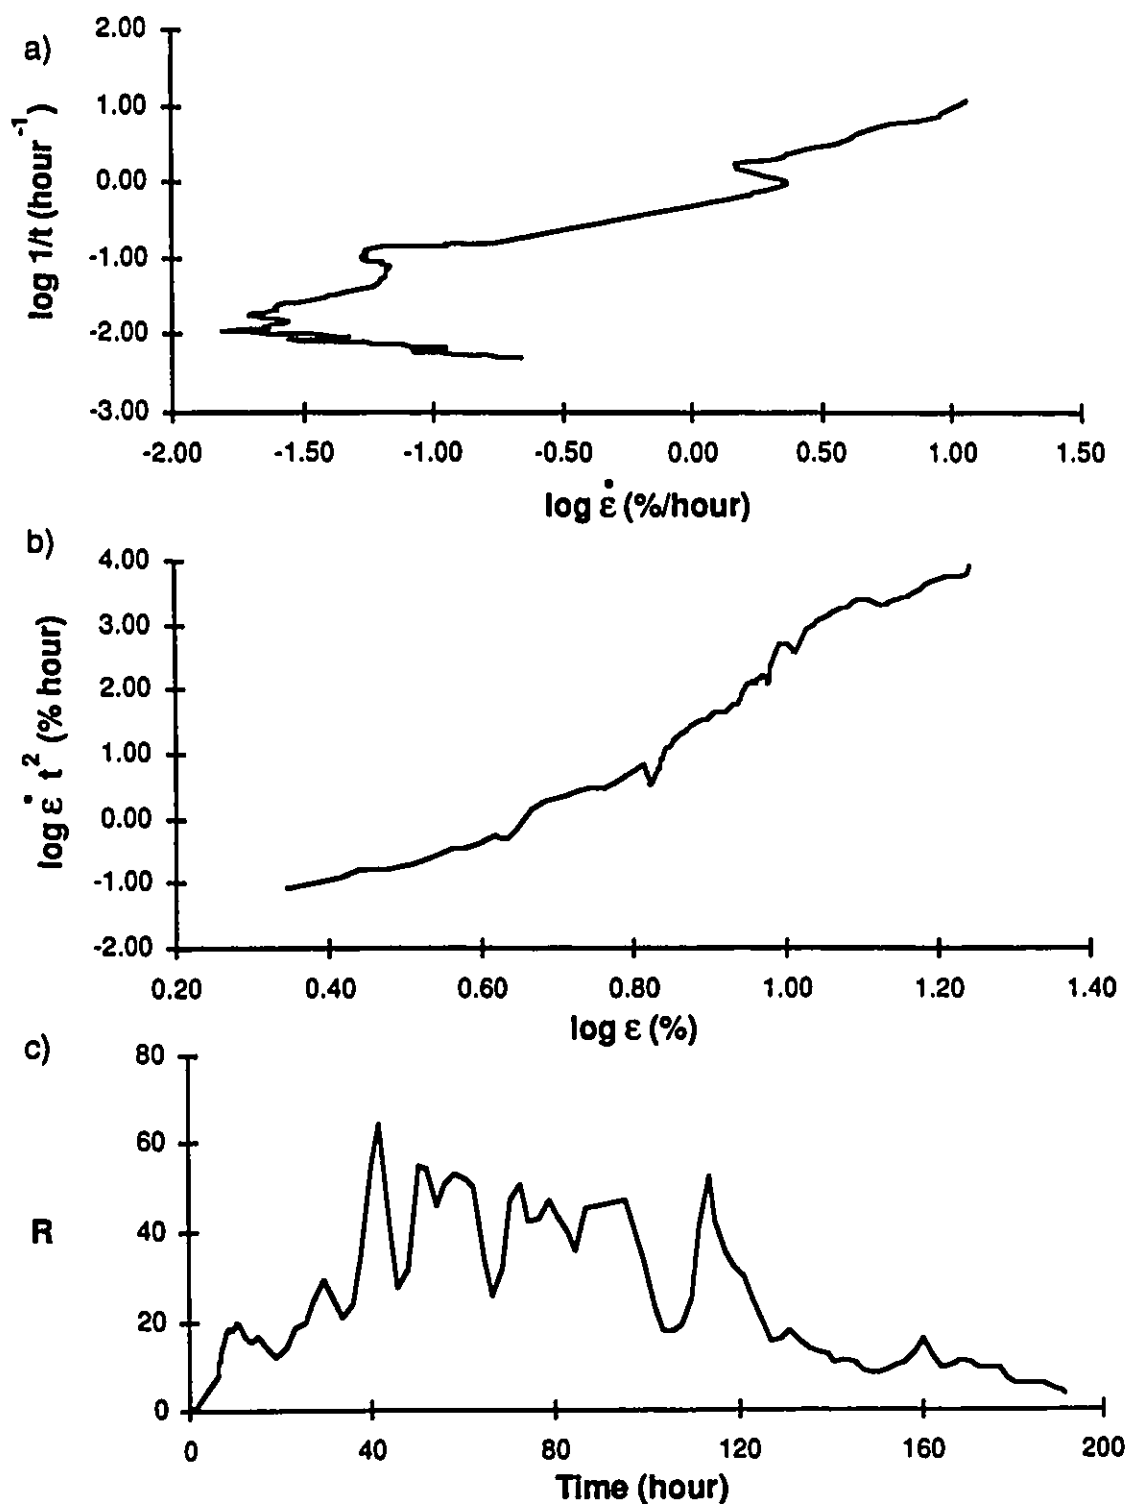 a)
2.00
1.00
0.00
-1.00
-2.00
-3.00
log 1/t (hour⁻¹)
-2.00 -1.50 -1.00 -0.50 0.00 0.50 1.00 1.50
log ε̇ (%/hour)
b)
4.00
3.00
2.00
1.00
0.00
-1.00
-2.00
log ε̇ t² (% hour)
0.20 0.40 0.60 0.80 1.00 1.20 1.40
log ε (%)
c)
80
60
40
20
0
R
0 40 80 120 160 200
Time (hour)